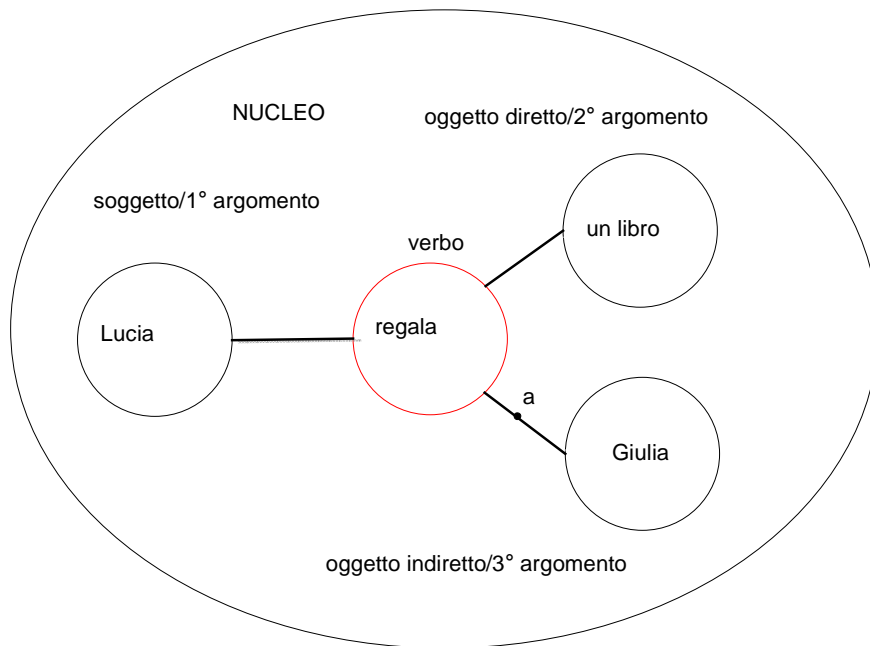 NUCLEO
oggetto diretto/2° argomento
soggetto/1° argomento
un libro
verbo
Lucia
regala
a
Giulia
oggetto indiretto/3° argomento